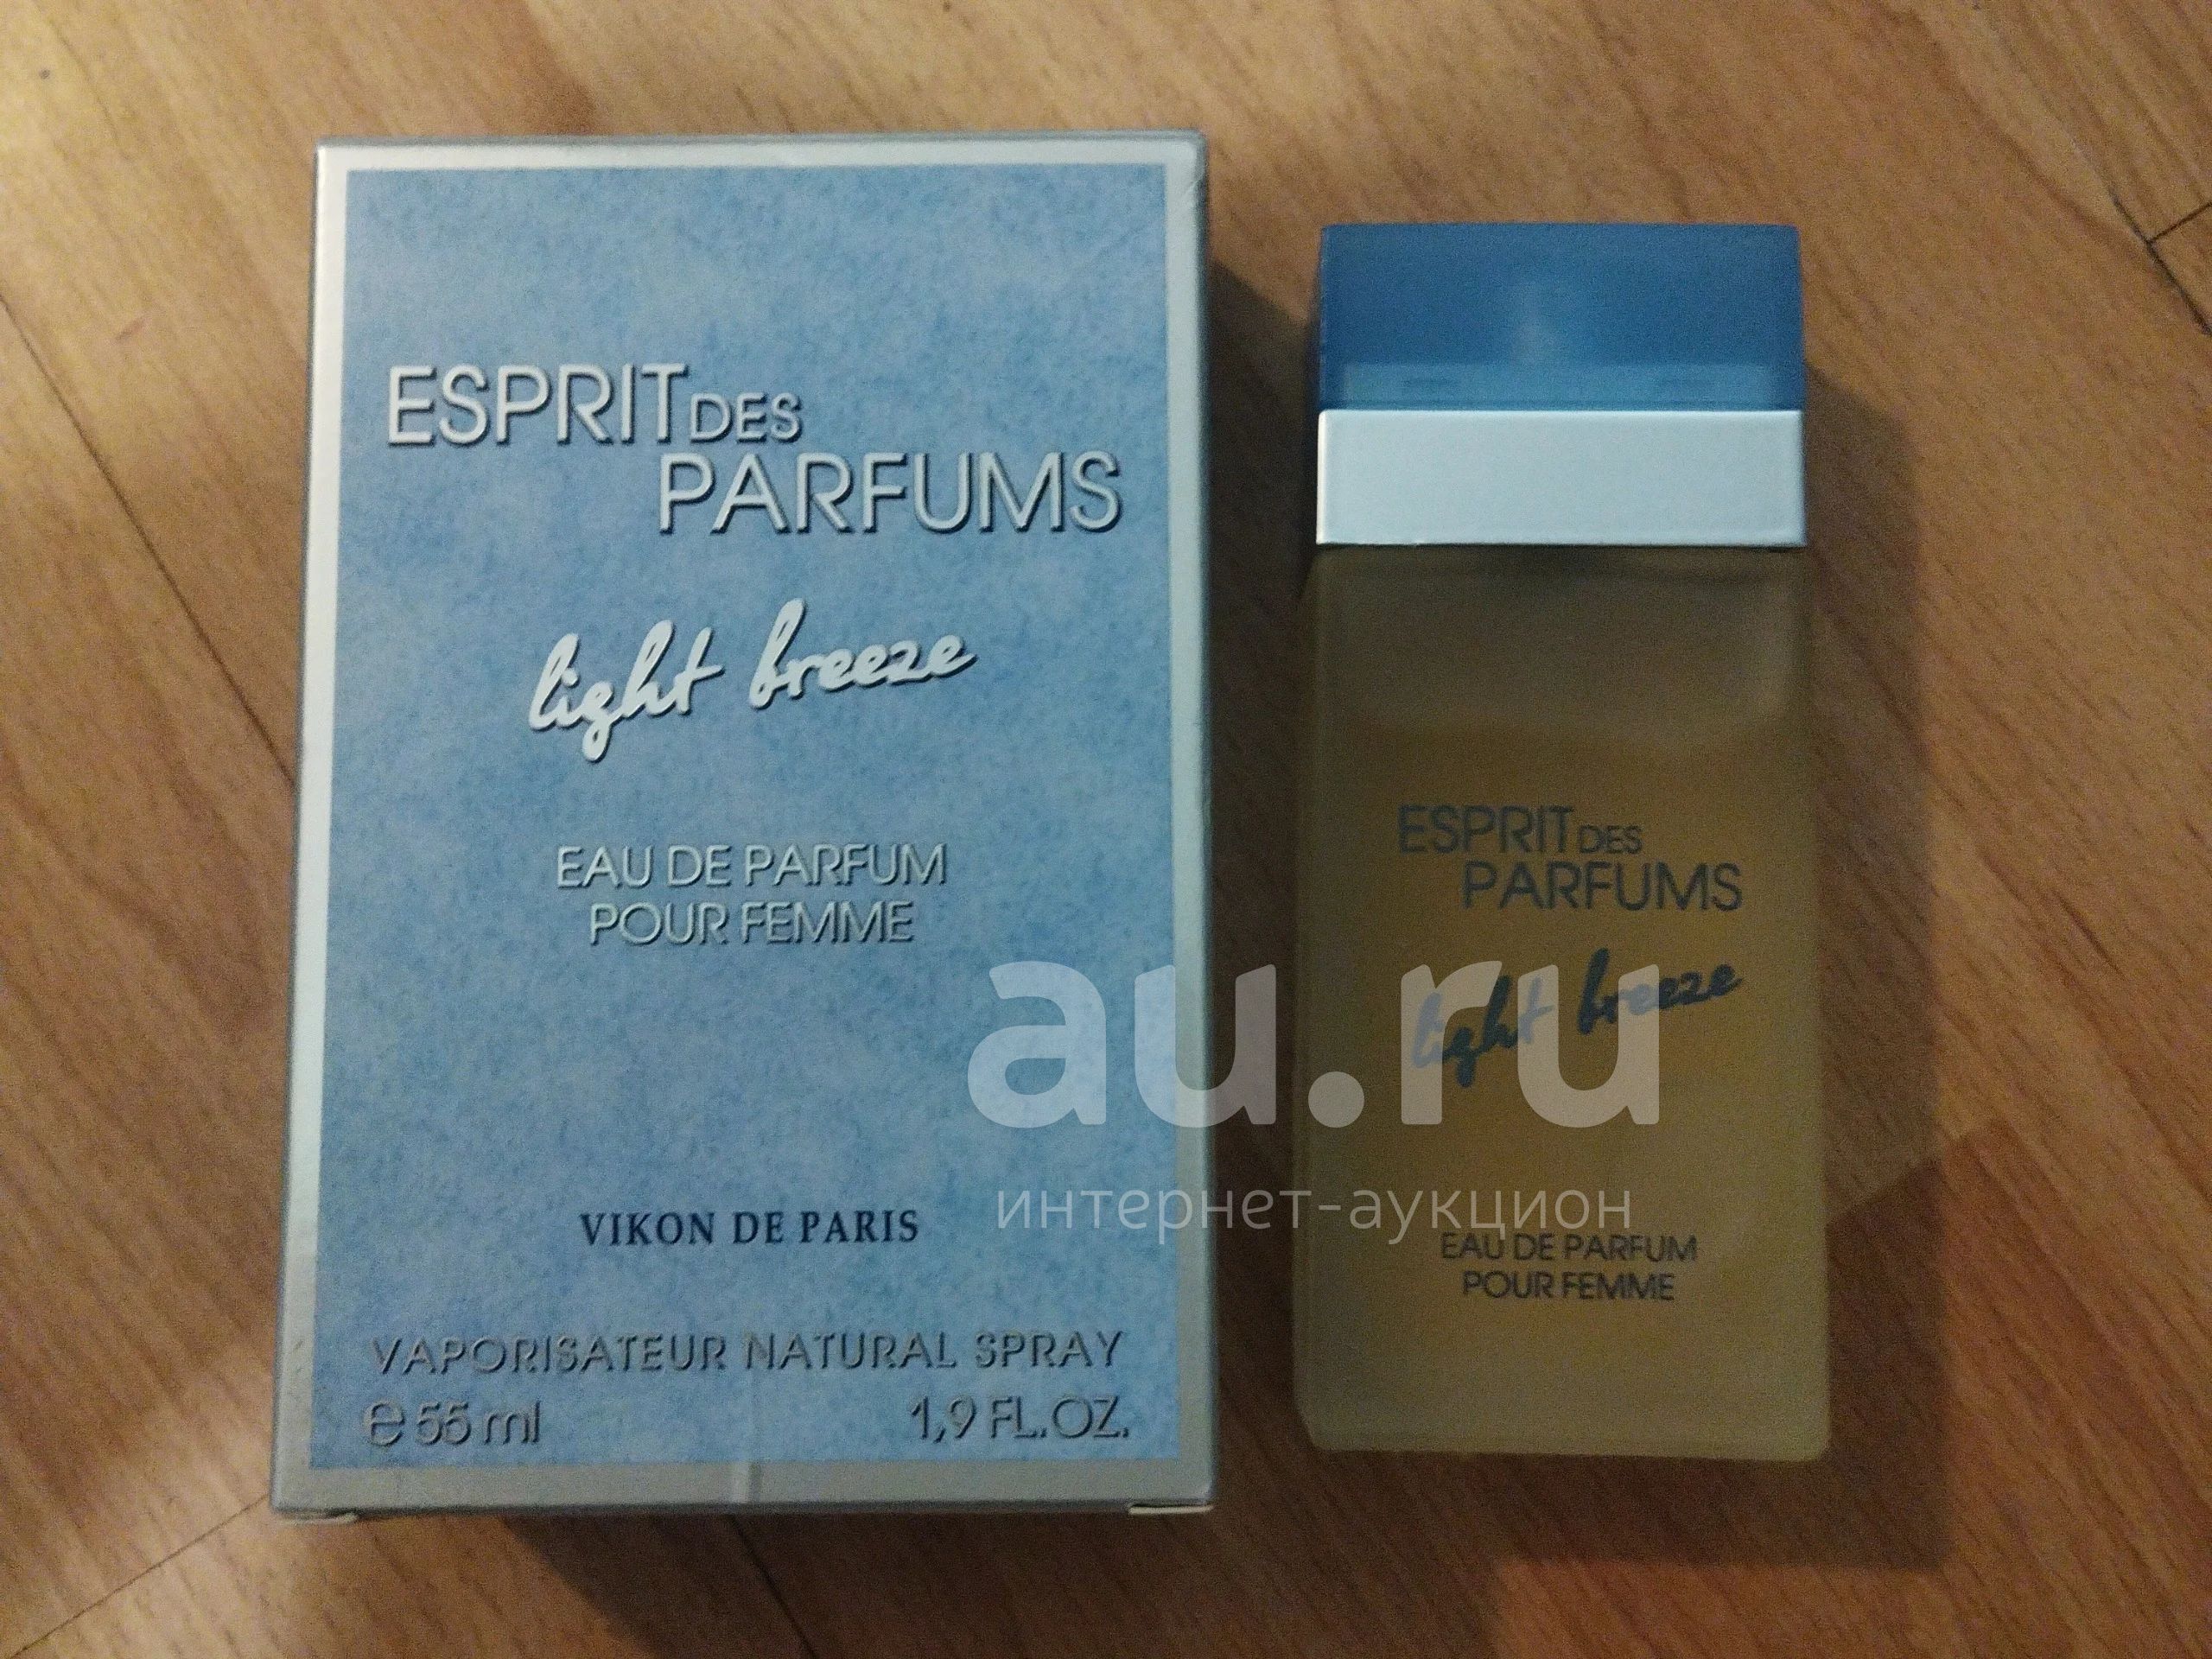 ESPRIT DES
PARFUMS
light breeze
EAU DE PARFUM
POUR FEMME
VIKON DE PARIS
VAPORISATEUR NATURAL SPRAY
e 55 ml 1,9 FL.OZ.
ESPRIT DES
PARFUMS
light breeze
EAU DE PARFUM
POUR FEMME
au.ru
интернет-аукцион